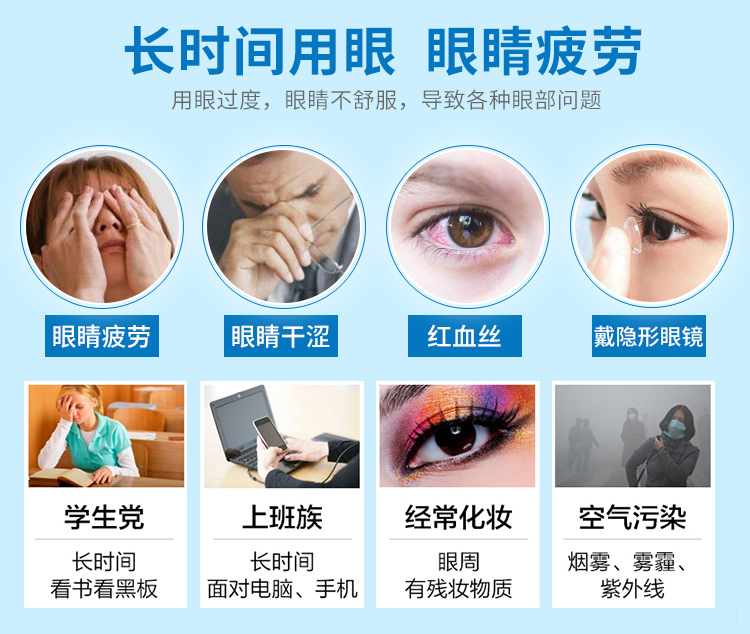 长时间用眼 眼睛疲劳
用眼过度，眼睛不舒服，导致各种眼部问题
眼睛疲劳
眼睛干涩
红血丝
戴隐形眼镜
学生党
长时间
看书看黑板
上班族
长时间
面对电脑、手机
经常化妆
眼周
有残妆物质
空气污染
烟雾、雾霾、
紫外线